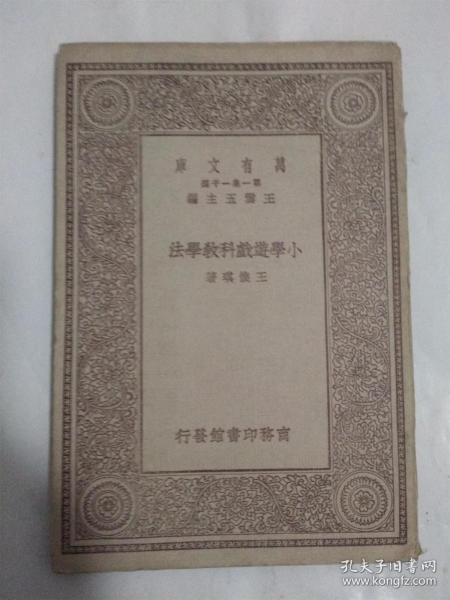 庫文有萬
種千一集一第
編主五雲王
法學教科戲遊學小
著琪懷王
行發館書印務商
孔夫子旧书网
www.kongfz.com